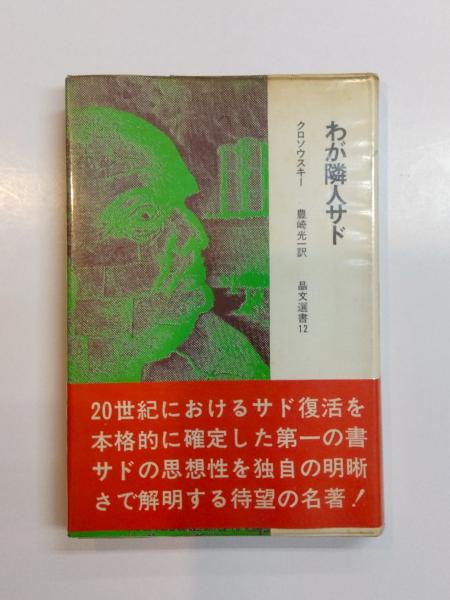 わが隣人サド
クロソウスキー
豊崎光一訳
晶文選書12
20世紀におけるサド復活を
本格的に確定した第一の書
サドの思想性を独自の明晰
さで解明する待望の名著!